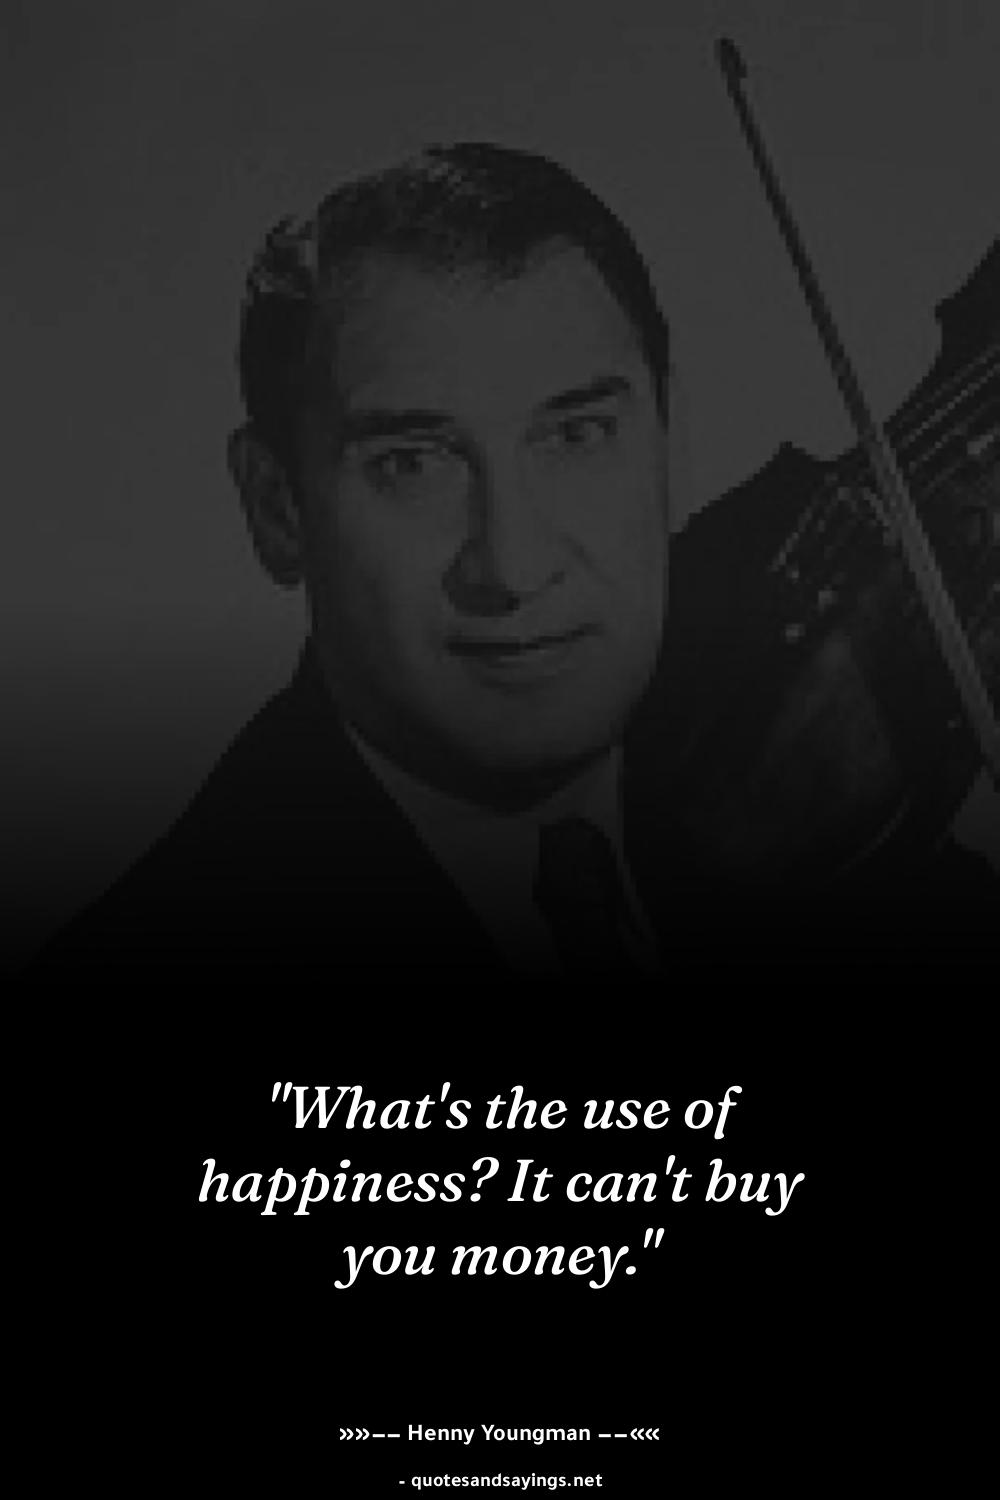 "What's the use of
happiness? It can't buy
you money."
»»-- Henny Youngman --««
- quotesandsayings.net